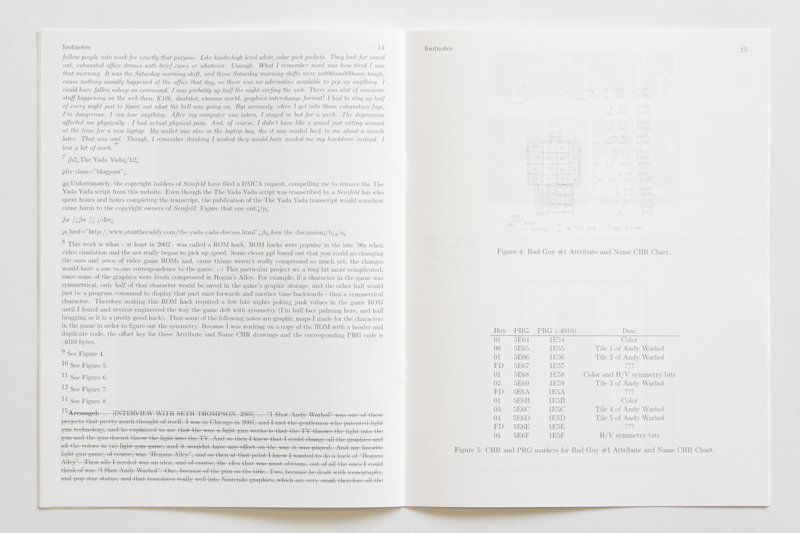 footnotes 14
follow people into work for exactly that purpose. Like kinda high level white color pick pockets. They look for zoned
out, exhausted office drones with brief cases or whatever. Uuuugh. What I remember most was how tired I was
that morning. It was the Saturday morning shift, and those Saturday morning shifts were tough,
cause nothing usually happened at the office that day, so there was no adrenaline available to pep up anything. I
could have fallen asleep on command. I was probably up half the night surfing the web. There was alot of awesome
stuff happening on the web then; K10k, slashdot, chasms world, graphics interchange format! I had to stay up half
of every night just to figure out what the hell was going on. But seriously, when I get into those exhaustion fogs,
I'm dangerous. I can lose anything. After my computer was taken, I stayed in bed for a week. The depression
affected me physically - I had actual physical pain. And, of course, I didn't have like a grand just sitting around
at the time for a new laptop. My wallet was also in the laptop bag, tho it was mailed back to me about a month
later. That was cool. Though, I remember thinking I wished they would have mailed me my harddrive instead. I
lost a lot of work."
7 ¡h2¿The Yada Yada¡/h2¿
¡div class="blogpost"¿
¡p¿Unfortunately, the copyright holders of Seinfeld have filed a DMCA request, compelling me to remove the The
Yada Yada script from this website. Even though the The Yada Yada script was transcribed by a Seinfeld fan who
spent hours and hours creating the transcript, the publication of the The Yada Yada transcript would somehow
cause harm to the copyright owners of Seinfeld. Figure that one out.¡/p¿
¡br /¿¡br /¿ ¡/div¿
¡a href="http://www.stanthecaddy.com/the-yada-yada-discuss.html"¿¡h¿Join the discussion¡/h¿¡/a¿
8 This work is what - at least in 2002 - was called a ROM hack. ROM hacks were popular in the late '90s when
video emulation and the net really began to pick up speed. Some clever ppl found out that you could go changing
the ones and zeros of video game ROMs and, cause things weren't really compressed so much yet, the changes
would have a one to one correspondence to the game. ;-) This particular project wz a tiny bit more complicated,
since some of the graphics were kinda compressed in Hogan's Alley. For example, if a character in the game was
symmetrical, only half of that character would be saved in the game's graphic storage, and the other half would
just be a program command to display that part once forwards and another time backwards - thus a symmetrical
character. Therefore making this ROM hack required a few late nights poking junk values in the game ROM
until I found and reverse engineered the way the game delt with symmetry (I'm half face palming here, and half
bragging as it is a pretty good hack). Thus some of following notes are graphic maps I made for the characters
in the game in order to figure out the symmetry. Because I was working on a copy of the ROM with a header and
duplicate code, the offset key for these Attribute and Name CHR drawings and the corresponding PRG code is
-4010 bytes.
9 See Figure 4.
10 See Figure 5.
11 See Figure 6.
12 See Figure 7.
14 See Figure 8.
15 Arcangel: ... [INTERVIEW WITH SETH THOMPSON, 2005] ... "I Shot Andy Warhol" was one of those
projects that pretty much thought of itself. I was in Chicago in 2001, and I met the gentleman who patented light
gun technology, and he explained to me that the way a light gun works is that the TV throws the light into the
gun and the gun doesnt throw the light into the TV. And so then I knew that I could change all the graphics and
all the colors in (a) light gun game, and it wouldnt have any effect on the way it was played. And my favorite
light gun game, of course, was "Hogans Alley", and so then at that point I knew I wanted to do a hack of "Hogans
Alley". Then alls I needed was an idea, and of course, the idea that was most obvious, out of all the ones I could
think of was "I Shot Andy Warhol". One, because of the gun on the title. Two, because he dealt with iconography,
and pop star status, and that translates really well into Nintendo graphics, which are very small therefore all the
footnotes 15
Figure 4: Bad Guy #1 Attribute and Name CHR Chart.
Hex PRG PRG (-4010) Desc
01 5E64 1E54 Color
00 5E65 1E55 Tile 1 of Andy Warhol
01 5E66 1E56 Tile 2 of Andy Warhol
FD 5E67 1E57 ???
01 5E68 1E58 Color and H/V symmetry bits
02 5E69 1E59 Tile 3 of Andy Warhol
FD 5E6A 1E5A ???
01 5E6B 1E5B Color
03 5E6C 1E5C Tile 4 of Andy Warhol
04 5E6D 1E5D Tile 5 of Andy Warhol
FD 5E6E 1E5E ???
01 5E6F 1E5F H/V symmetry bits
Figure 5: CHR and PRG markers for Bad Guy #1 Attribute and Name CHR Chart.